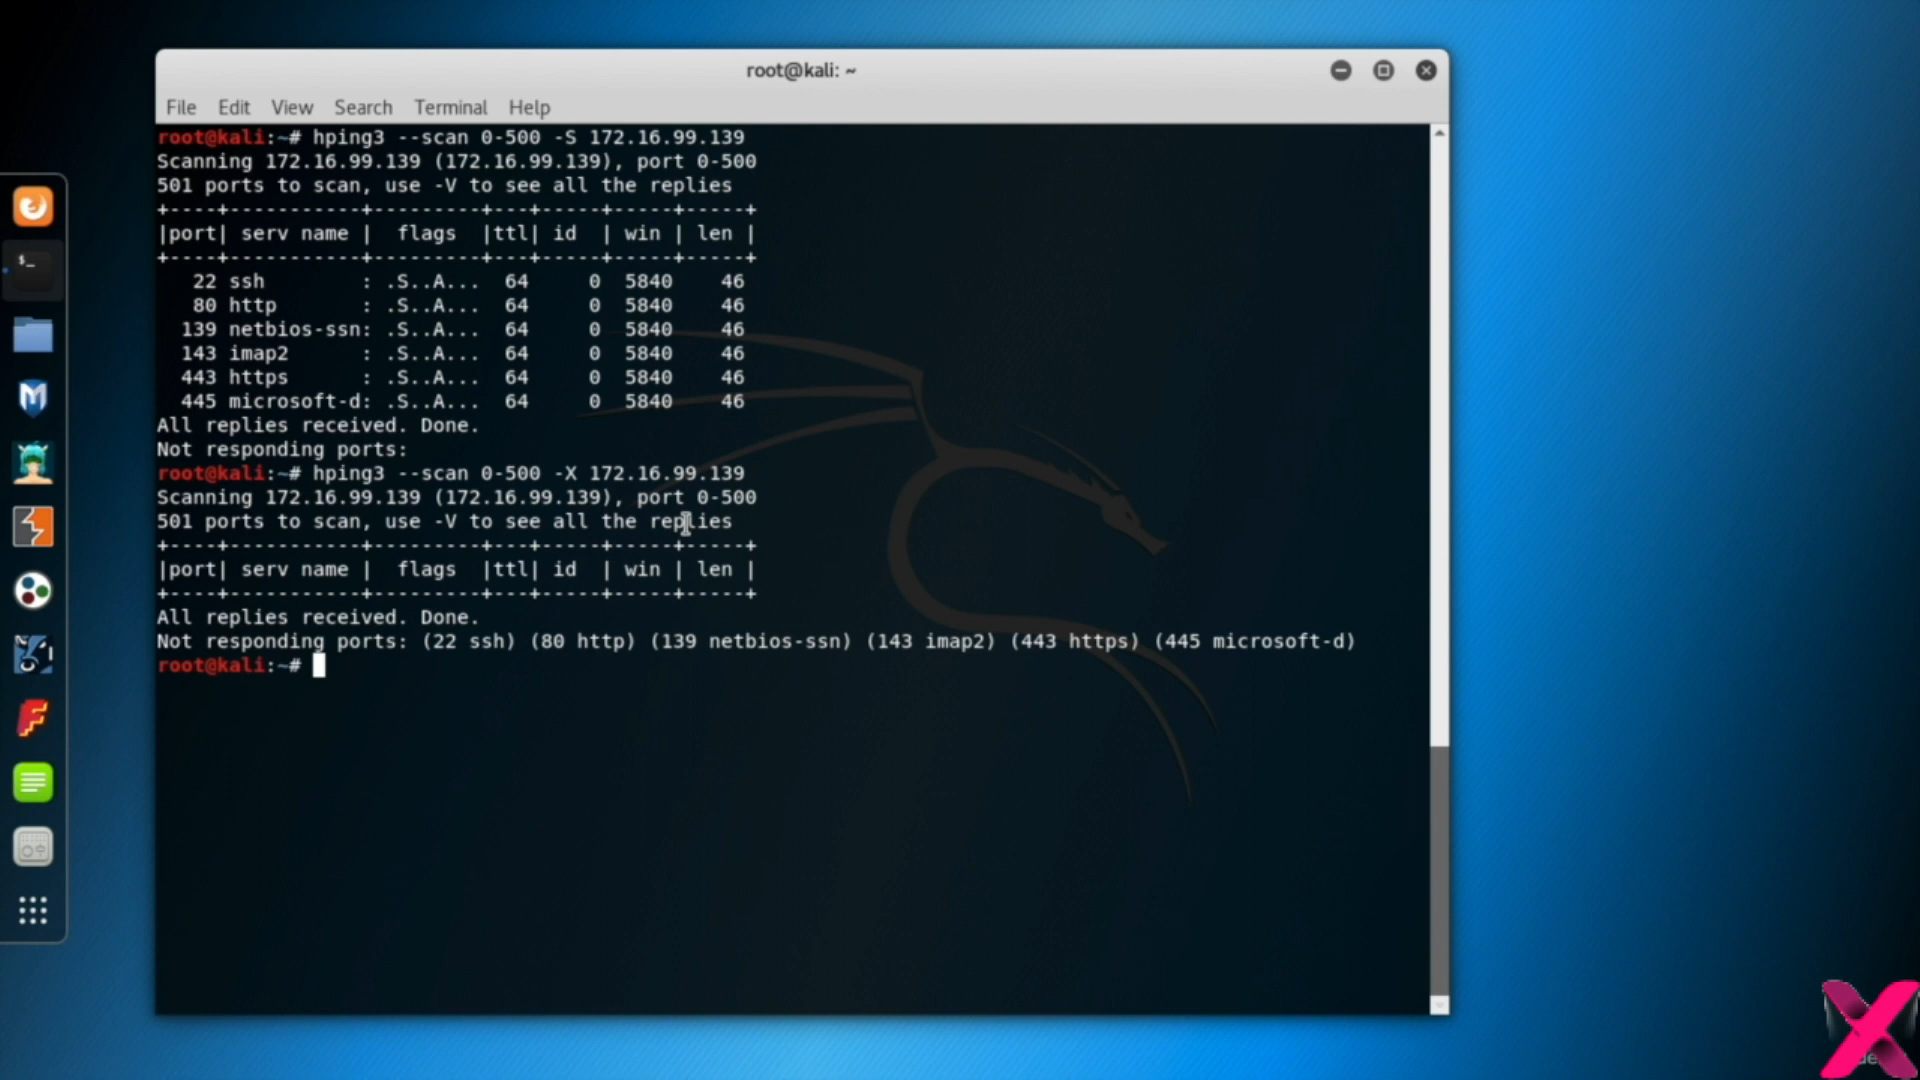 root@kali: ~
File Edit View Search Terminal Help
root@kali:~# hping3 --scan 0-500 -S 172.16.99.139
Scanning 172.16.99.139 (172.16.99.139), port 0-500
501 ports to scan, use -V to see all the replies
+----+-----------+---------+---+-----+-----+-----+
|port| serv name |  flags  |ttl| id  | win | len |
+----+-----------+---------+---+-----+-----+-----+
   22 ssh        : .S..A...  64     0  5840    46
   80 http       : .S..A...  64     0  5840    46
  139 netbios-ssn: .S..A...  64     0  5840    46
  143 imap2      : .S..A...  64     0  5840    46
  443 https      : .S..A...  64     0  5840    46
  445 microsoft-d: .S..A...  64     0  5840    46
All replies received. Done.
Not responding ports:
root@kali:~# hping3 --scan 0-500 -X 172.16.99.139
Scanning 172.16.99.139 (172.16.99.139), port 0-500
501 ports to scan, use -V to see all the replies
+----+-----------+---------+---+-----+-----+-----+
|port| serv name |  flags  |ttl| id  | win | len |
+----+-----------+---------+---+-----+-----+-----+
All replies received. Done.
Not responding ports: (22 ssh) (80 http) (139 netbios-ssn) (143 imap2) (443 https) (445 microsoft-d)
root@kali:~#